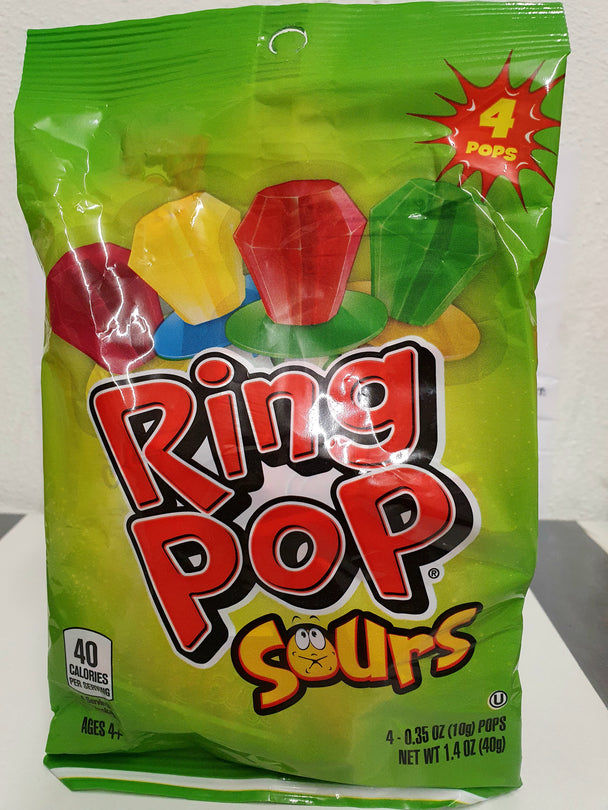 4
POPS
Ring
POP®
Sours
40
CALORIES
PER SERVING
AGES 4+
U
4 - 0.35 OZ (10g) POPS
NET WT 1.4 OZ (40g)